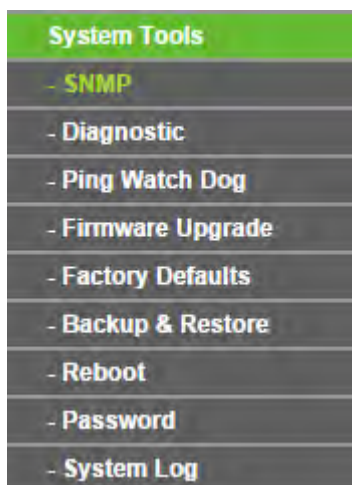 System Tools
- SNMP
- Diagnostic
- Ping Watch Dog
- Firmware Upgrade
- Factory Defaults
- Backup & Restore
- Reboot
- Password
- System Log